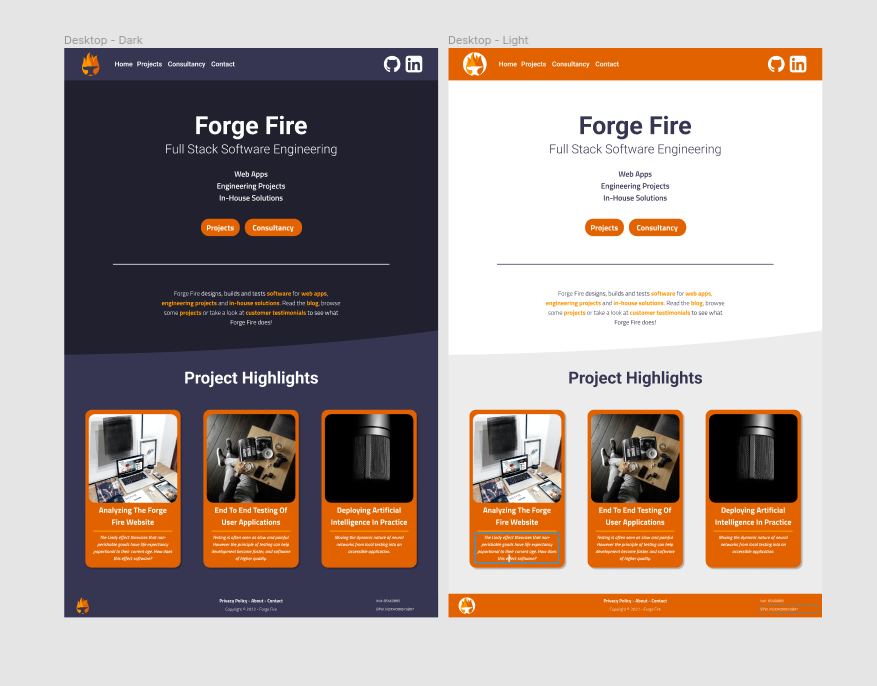 Desktop - Dark
Home Projects Consultancy Contact
Forge Fire
Full Stack Software Engineering
Web Apps
Engineering Projects
In-House Solutions
Projects Consultancy
Forge Fire designs, builds and tests software for web apps,
engineering projects and in-house solutions. Read the blog, browse
some projects or take a look at customer testimonials to see what
Forge Fire does!
Project Highlights
Analyzing The Forge
Fire Website
The Lindy effect theorises that non-
perishable goods have life expectancy
poportional to their current age. How does
this effect software?
End To End Testing Of
User Applications
Testing is often seen as slow and painful
However the principle of testing can help
development become faster, and software
of higher quality.
Deploying Artificial
Intelligence In Practice
Moving the dynamic nature of neural
networks from local testing into an
accessible application.
Privacy Policy - About - Contact
Copyright © - Forge Fire
Desktop - Light
Home Projects Consultancy Contact
Forge Fire
Full Stack Software Engineering
Web Apps
Engineering Projects
In-House Solutions
Projects Consultancy
Forge Fire designs, builds and tests software for web apps,
engineering projects and in-house solutions. Read the blog, browse
some projects or take a look at customer testimonials to see what
Forge Fire does!
Project Highlights
Analyzing The Forge
Fire Website
The Lindy effect theorises that non-
perishable goods have life expectancy
poportional to their current age. How does
this effect software?
End To End Testing Of
User Applications
Testing is often seen as slow and painful
However the principle of testing can help
development become faster, and software
of higher quality.
Deploying Artificial
Intelligence In Practice
Moving the dynamic nature of neural
networks from local testing into an
accessible application.
Privacy Policy - About - Contact
Copyright © - Forge Fire